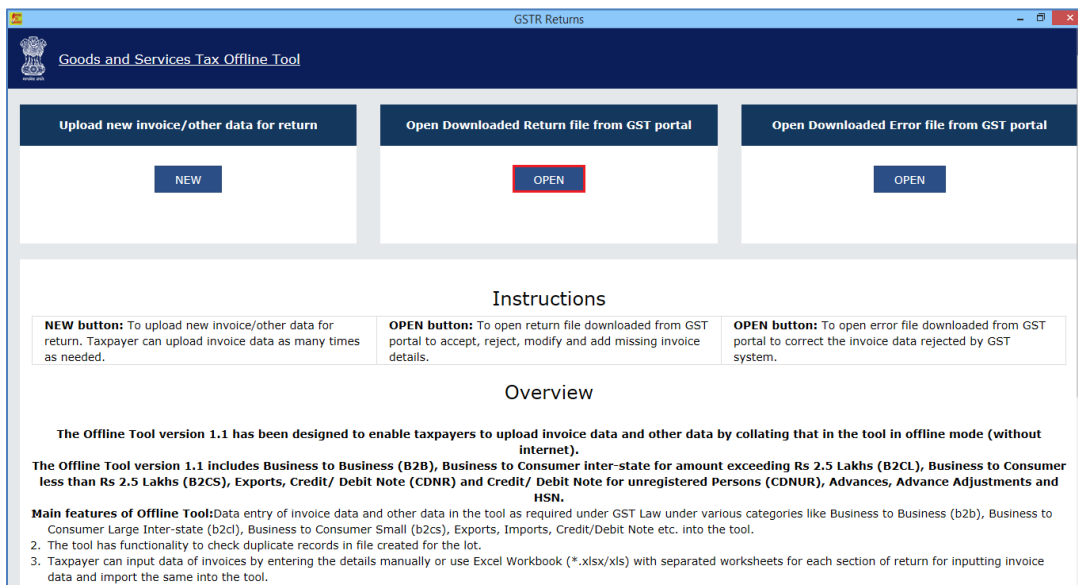 GSTR Returns
Goods and Services Tax Offline Tool
Upload new invoice/other data for return
NEW
Open Downloaded Return file from GST portal
OPEN
Open Downloaded Error file from GST portal
OPEN
Instructions
NEW button: To upload new invoice/other data for
return. Taxpayer can upload invoice data as many times
as needed.
OPEN button: To open return file downloaded from GST
portal to accept, reject, modify and add missing invoice
details.
OPEN button: To open error file downloaded from GST
portal to correct the invoice data rejected by GST
system.
Overview
The Offline Tool version 1.1 has been designed to enable taxpayers to upload invoice data and other data by collating that in the tool in offline mode (without
internet).
The Offline Tool version 1.1 includes Business to Business (B2B), Business to Consumer inter-state for amount exceeding Rs 2.5 Lakhs (B2CL), Business to Consumer
less than Rs 2.5 Lakhs (B2CS), Exports, Credit/ Debit Note (CDNR) and Credit/ Debit Note for unregistered Persons (CDNUR), Advances, Advance Adjustments and
HSN.
Main features of Offline Tool:Data entry of invoice data and other data in the tool as required under GST Law under various categories like Business to Business (b2b), Business to
Consumer Large Inter-state (b2cl), Business to Consumer Small (b2cs), Exports, Imports, Credit/Debit Note etc. into the tool.
2. The tool has functionality to check duplicate records in file created for the lot.
3. Taxpayer can input data of invoices by entering the details manually or use Excel Workbook (*.xlsx/xls) with separated worksheets for each section of return for inputting invoice
data and import the same into the tool.